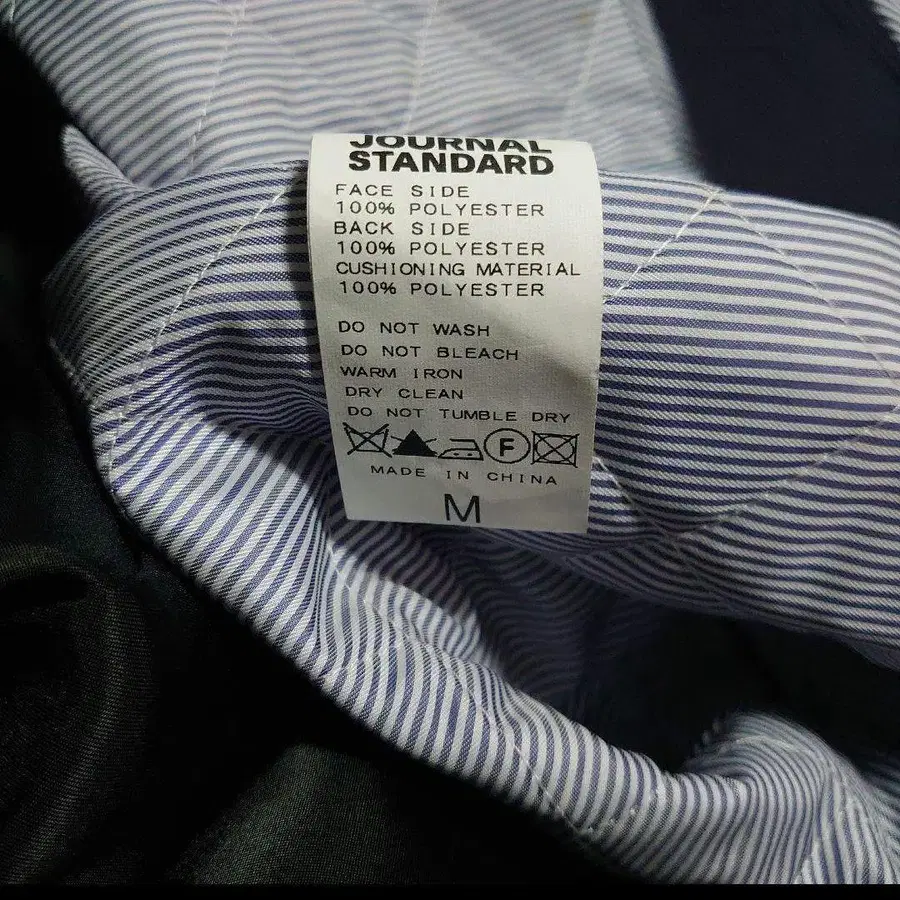 JOURNAL
STANDARD
FACE SIDE
100% POLYESTER
BACK SIDE
100% POLYESTER
CUSHIONING MATERIAL
100% POLYESTER
DO NOT WASH
DO NOT BLEACH
WARM IRON
DRY CLEAN
DO NOT TUMBLE DRY
F
MADE IN CHINA
M